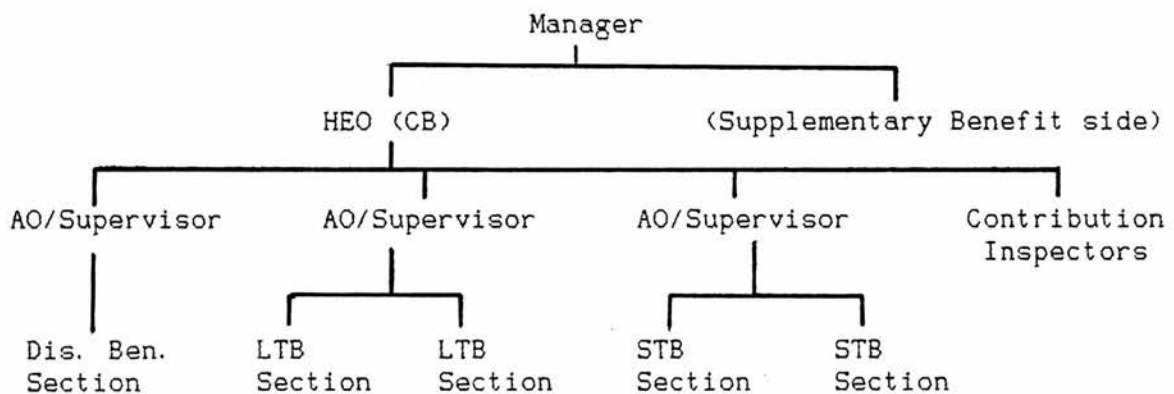 Manager
HEO (CB) (Supplementary Benefit side)
AO/Supervisor AO/Supervisor AO/Supervisor Contribution
Inspectors
Dis. Ben. LTB LTB STB STB
Section Section Section Section Section